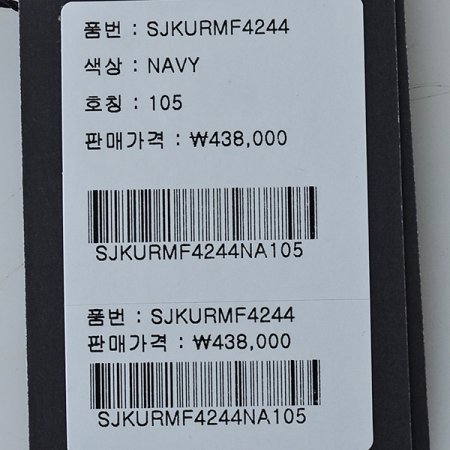 품번 : SJKURMF4244
색상 : NAVY
호칭 : 105
판매가격 : ₩438,000
SJKURMF4244NA105
품번 : SJKURMF4244
판매가격 : ₩438,000
SJKURMF4244NA105